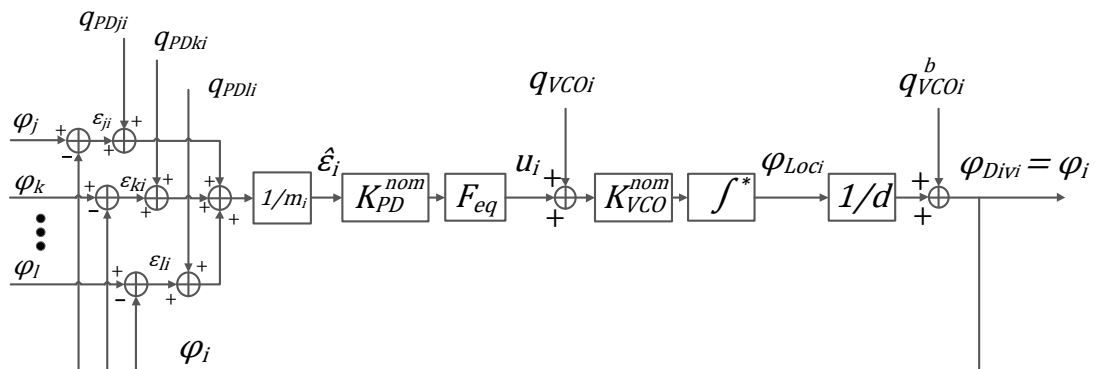 q_PDji
q_PDki
q_PDli
q_VCOi
q^b_VCOi
φ_j
+
−
ε_ji
+
+
φ_k
+
−
ε_ki
+
+
φ_l
+
−
ε_li
+
+
+
+
+
1/m_i
ε̂_i
K^nom_PD
F_eq
u_i
+
+
K^nom_VCO
∫*
φ_Loci
1/d
+
+
φ_Divi = φ_i
φ_i